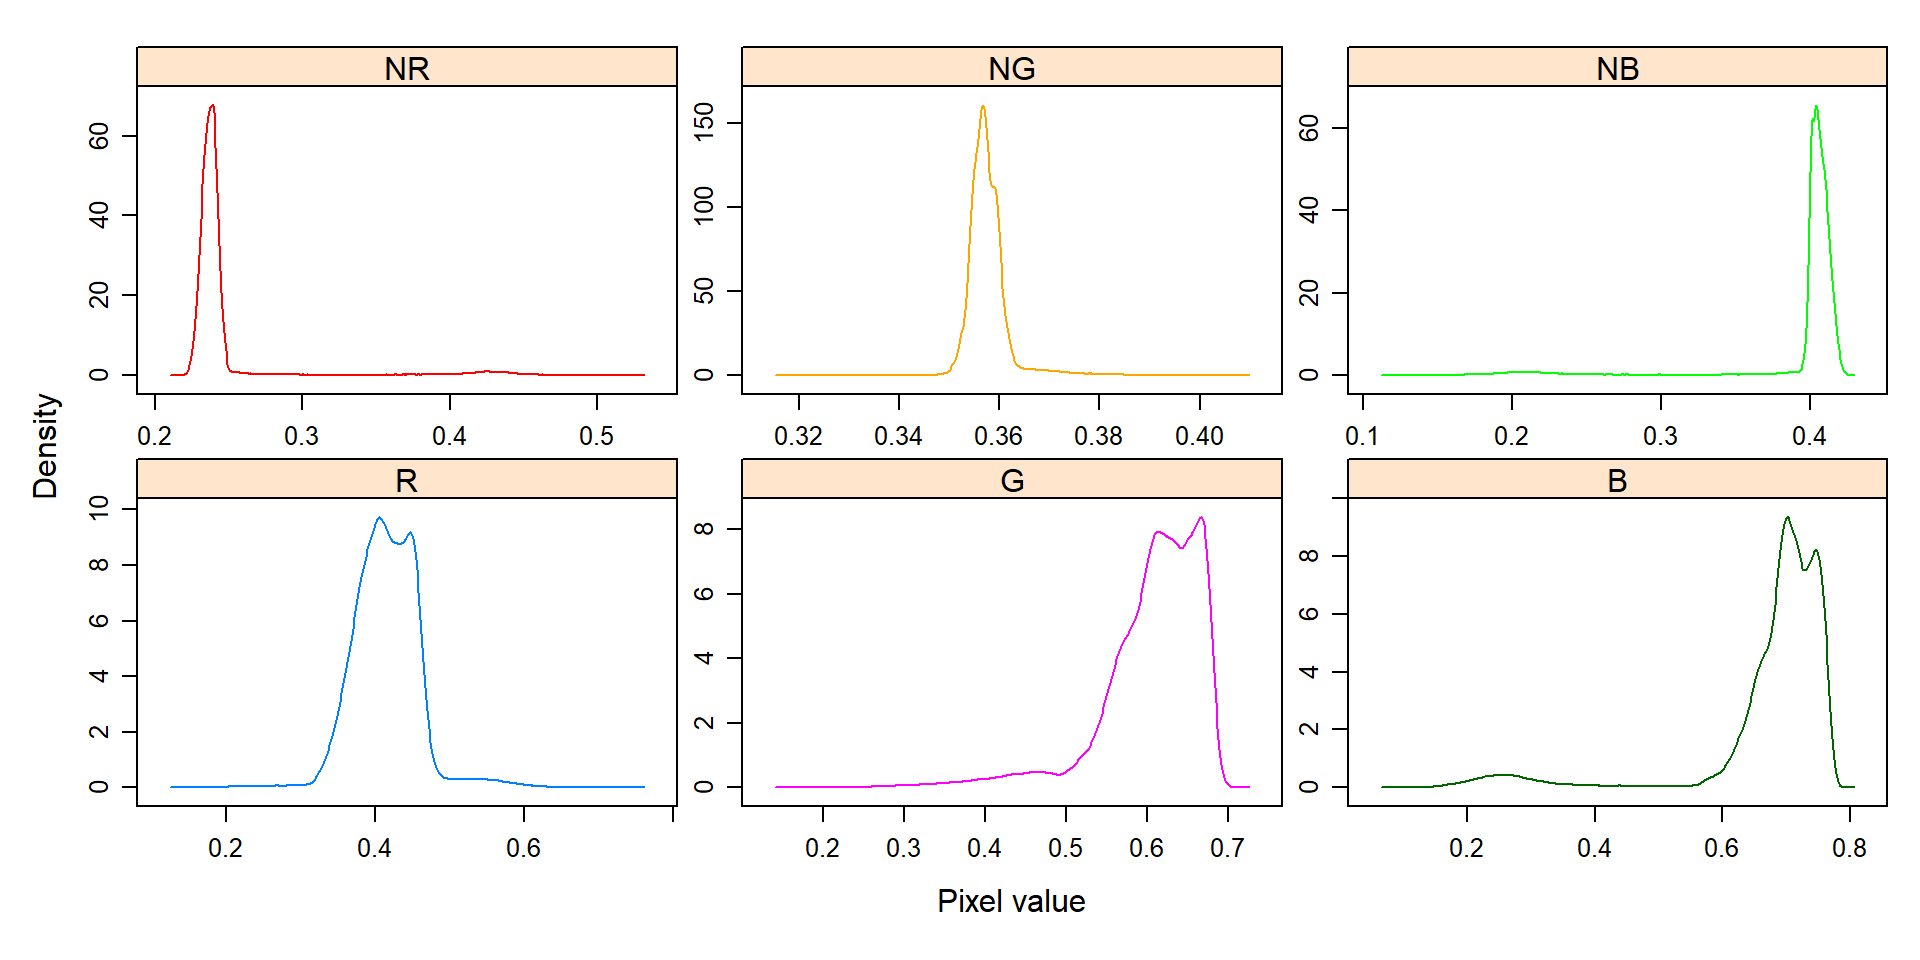 NR NG NB
0 20 40 60
0 50 100 150
0 20 40 60
0.2 0.3 0.4 0.5
0.32 0.34 0.36 0.38 0.40
0.1 0.2 0.3 0.4
Density
R G B
0 2 4 6 8 10
0 2 4 6 8
0 2 4 6 8
0.2 0.4 0.6
0.2 0.3 0.4 0.5 0.6 0.7
0.2 0.4 0.6 0.8
Pixel value